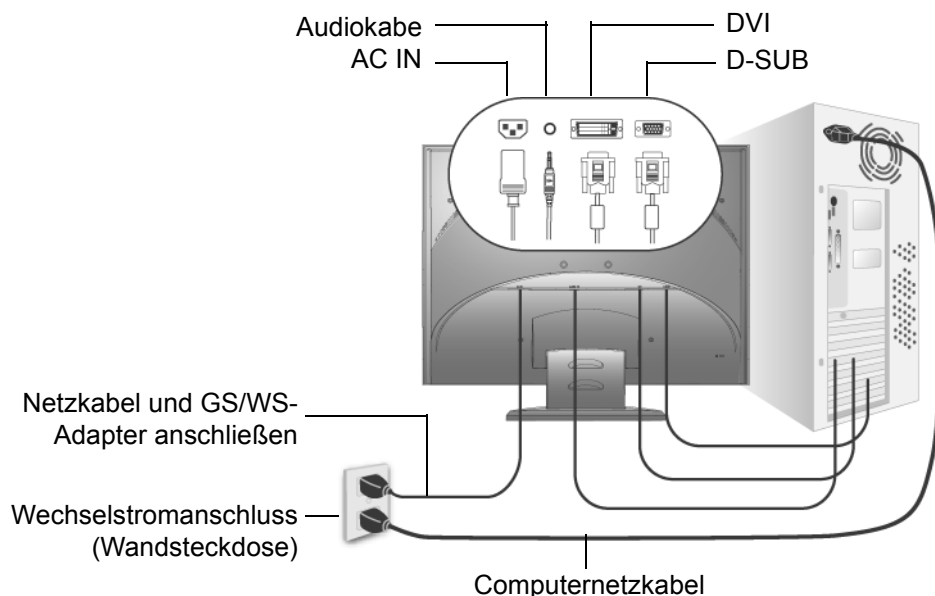 Audiokabe
AC IN
DVI
D-SUB
Netzkabel und GS/WS-
Adapter anschließen
Wechselstromanschluss
(Wandsteckdose)
Computernetzkabel